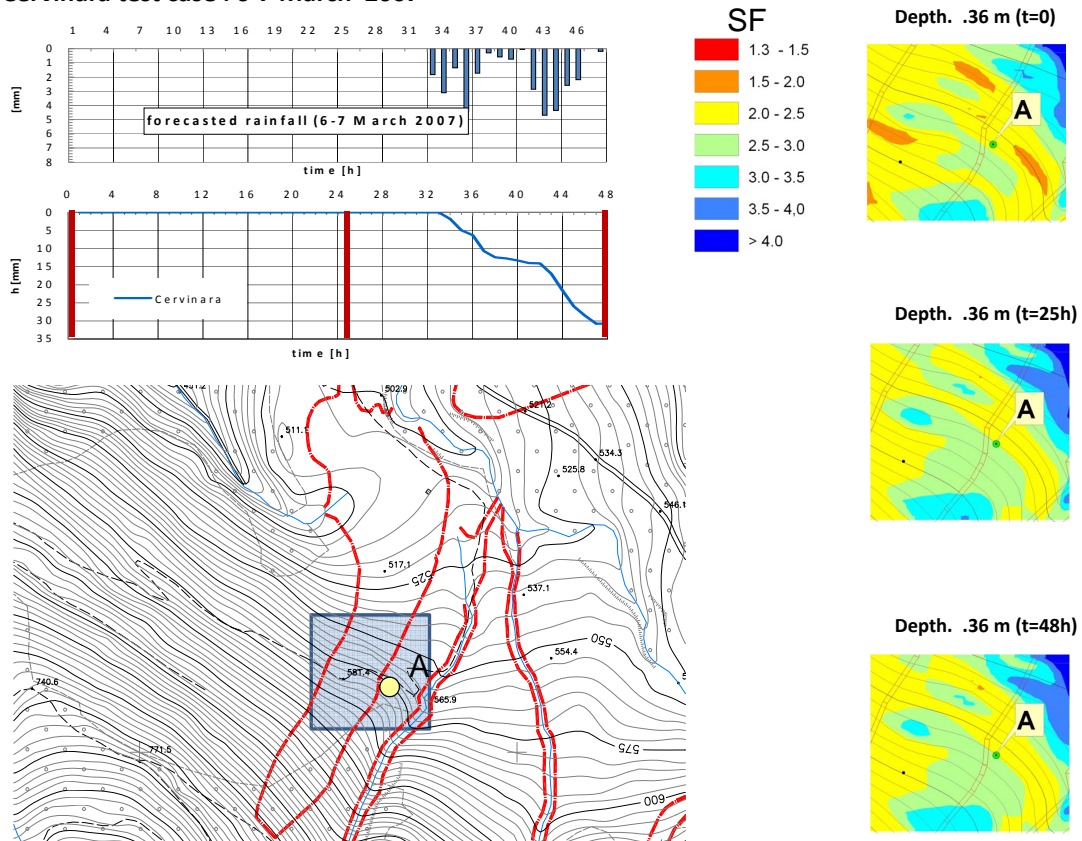 test case
1 4 7 10 13 16 19 22 25 28 31 34 37 40 43 46
0
1
2
3
4
5
6
7
8
[mm]
forecasted rainfall (6-7 March 2007)
time [h]
0 4 8 12 16 20 24 28 32 36 40 44 48
0
5
10
15
20
25
30
35
h [mm]
Cervinara
time [h]
SF
1.3 - 1.5
1.5 - 2.0
2.0 - 2.5
2.5 - 3.0
3.0 - 3.5
3.5 - 4.0
> 4.0
Depth. .36 m (t=0)
A
Depth. .36 m (t=25h)
A
Depth. .36 m (t=48h)
A
502.9
521.2
511.1
534.3
525.8
546.1
517.1
525
537.1
550
554.4
A
581.4
740.6
565.9
575
771.5
600